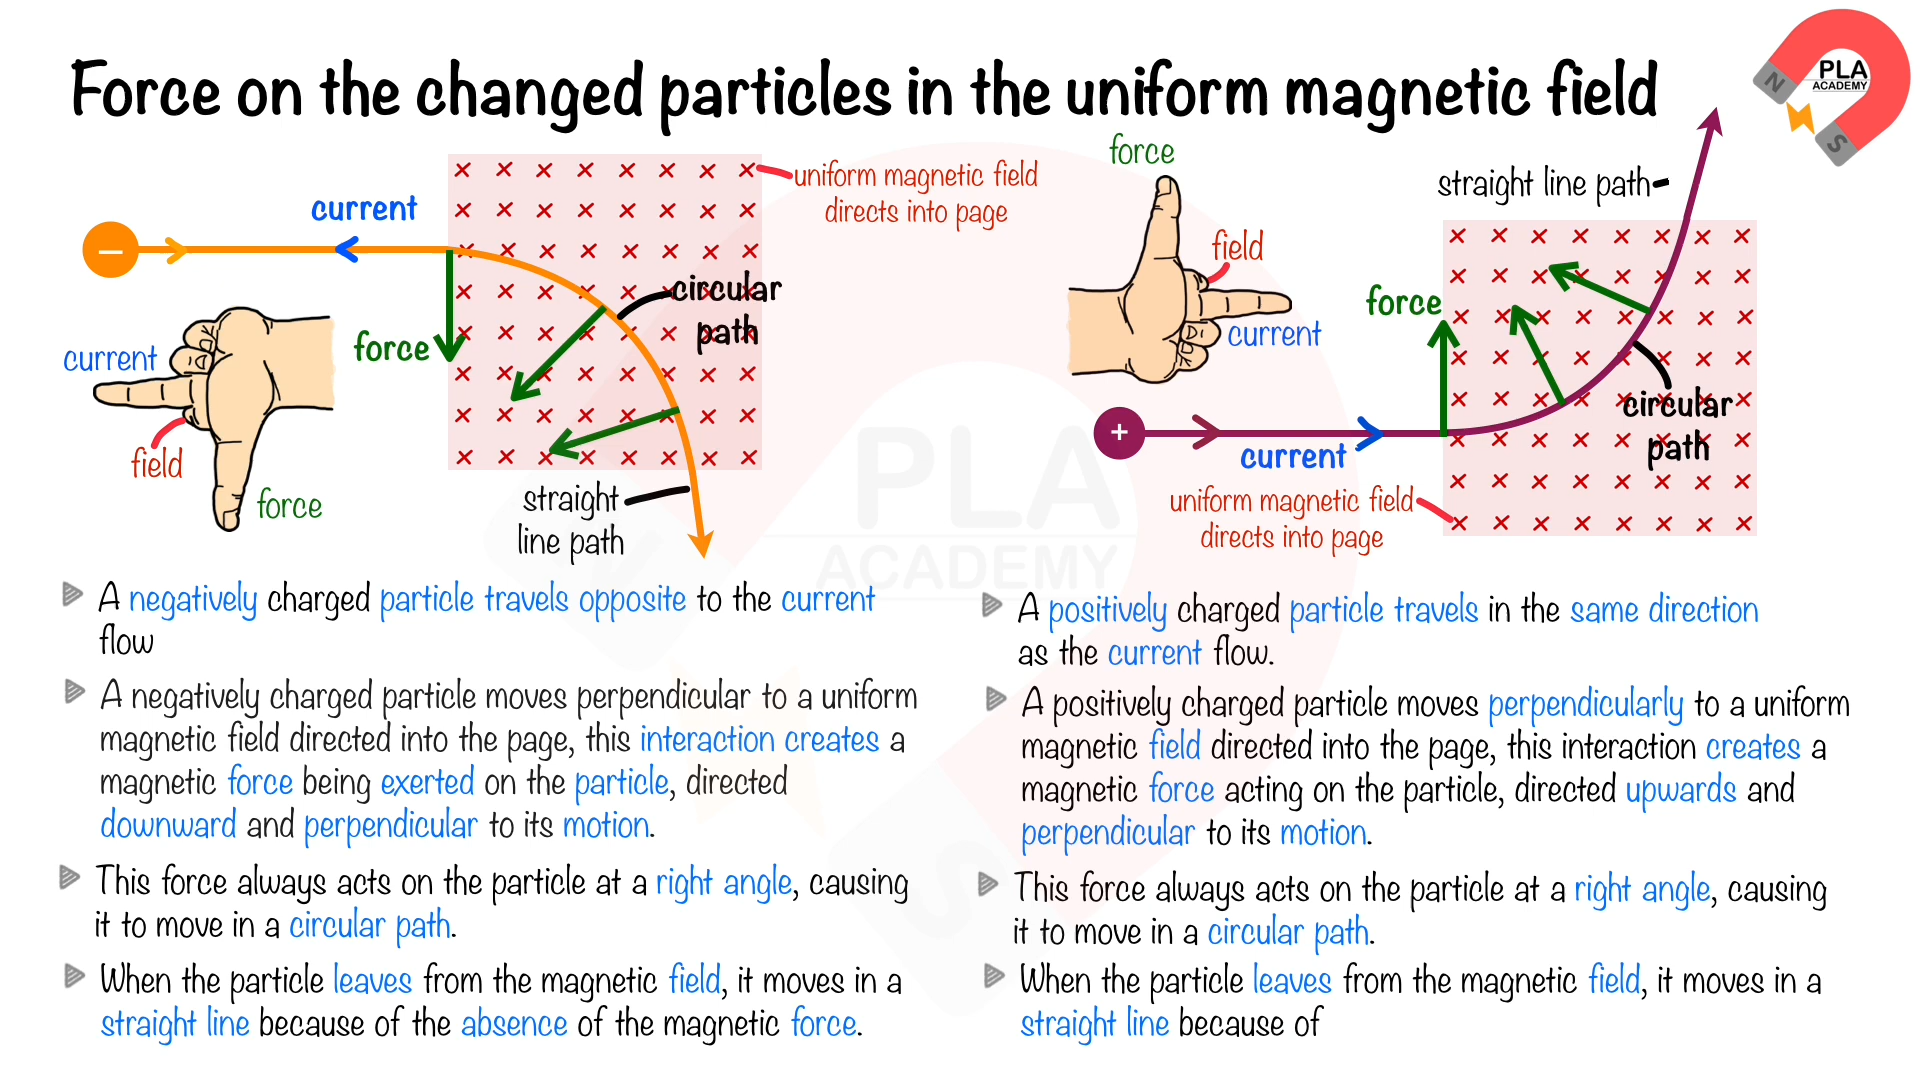 Force on the changed particles in the uniform magnetic field
N
PLA
ACADEMY
S
current
uniform magnetic field
directs into page
−
circular
path
force
current
field
force
straight
line path
force
straight line path
field
current
force
+
current
circular
path
uniform magnetic field
directs into page
PLA
ACADEMY
N
S
A negatively charged particle travels opposite to the current
flow
A negatively charged particle moves perpendicular to a uniform
magnetic field directed into the page, this interaction creates a
magnetic force being exerted on the particle, directed
downward and perpendicular to its motion.
This force always acts on the particle at a right angle, causing
it to move in a circular path.
When the particle leaves from the magnetic field, it moves in a
straight line because of the absence of the magnetic force.
A positively charged particle travels in the same direction
as the current flow.
A positively charged particle moves perpendicularly to a uniform
magnetic field directed into the page, this interaction creates a
magnetic force acting on the particle, directed upwards and
perpendicular to its motion.
This force always acts on the particle at a right angle, causing
it to move in a circular path.
When the particle leaves from the magnetic field, it moves in a
straight line because of